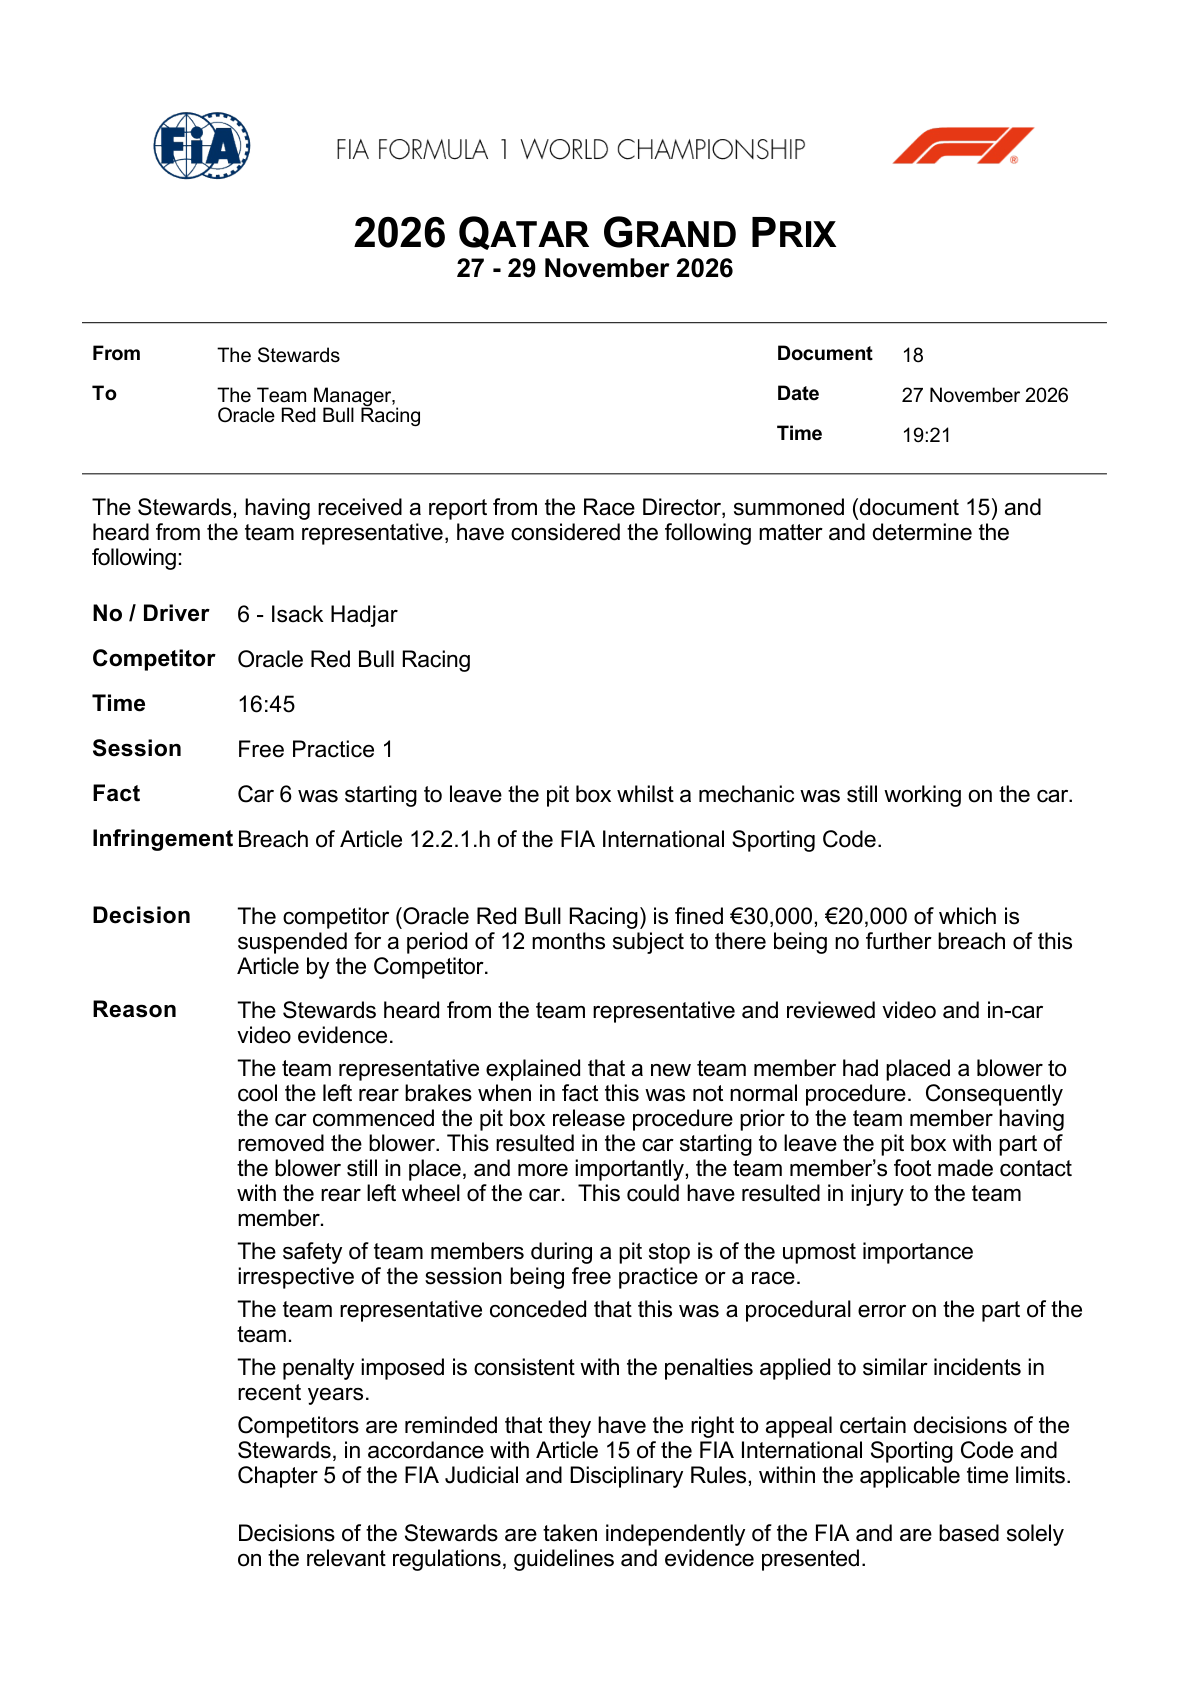 FiA
FIA FORMULA 1 WORLD CHAMPIONSHIP
F1®
2026 QATAR GRAND PRIX
27 - 29 November 2026
From The Stewards Document 18
To The Team Manager, Date 27 November 2026
Oracle Red Bull Racing
Time 19:21
The Stewards, having received a report from the Race Director, summoned (document 15) and
heard from the team representative, have considered the following matter and determine the
following:
No / Driver 6 - Isack Hadjar
Competitor Oracle Red Bull Racing
Time 16:45
Session Free Practice 1
Fact Car 6 was starting to leave the pit box whilst a mechanic was still working on the car.
Infringement Breach of Article 12.2.1.h of the FIA International Sporting Code.
Decision The competitor (Oracle Red Bull Racing) is fined €30,000, €20,000 of which is
suspended for a period of 12 months subject to there being no further breach of this
Article by the Competitor.
Reason The Stewards heard from the team representative and reviewed video and in-car
video evidence.
The team representative explained that a new team member had placed a blower to
cool the left rear brakes when in fact this was not normal procedure.  Consequently
the car commenced the pit box release procedure prior to the team member having
removed the blower. This resulted in the car starting to leave the pit box with part of
the blower still in place, and more importantly, the team member’s foot made contact
with the rear left wheel of the car.  This could have resulted in injury to the team
member.
The safety of team members during a pit stop is of the upmost importance
irrespective of the session being free practice or a race.
The team representative conceded that this was a procedural error on the part of the
team.
The penalty imposed is consistent with the penalties applied to similar incidents in
recent years.
Competitors are reminded that they have the right to appeal certain decisions of the
Stewards, in accordance with Article 15 of the FIA International Sporting Code and
Chapter 5 of the FIA Judicial and Disciplinary Rules, within the applicable time limits.
Decisions of the Stewards are taken independently of the FIA and are based solely
on the relevant regulations, guidelines and evidence presented.